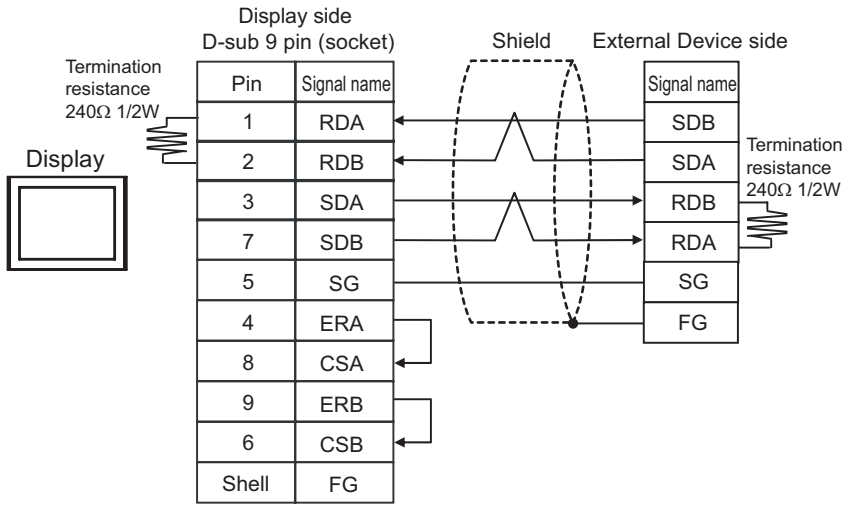 Display side
D-sub 9 pin (socket)
Shield
External Device side
Termination
resistance
240Ω 1/2W
Display
Pin Signal name
1 RDA
2 RDB
3 SDA
7 SDB
5 SG
4 ERA
8 CSA
9 ERB
6 CSB
Shell FG
Signal name
SDB
SDA
RDB
RDA
SG
FG
Termination
resistance
240Ω 1/2W